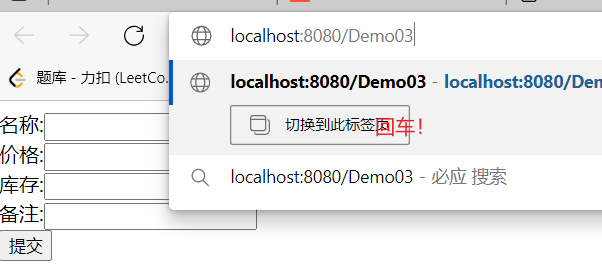 localhost:8080/Demo03
题库 - 力扣 (LeetCo
localhost:8080/Demo03 - localhost:8080/Dem
切换到此标签页
回车!
localhost:8080/Demo03 - 必应 搜索
名称:
价格:
库存:
备注:
提交